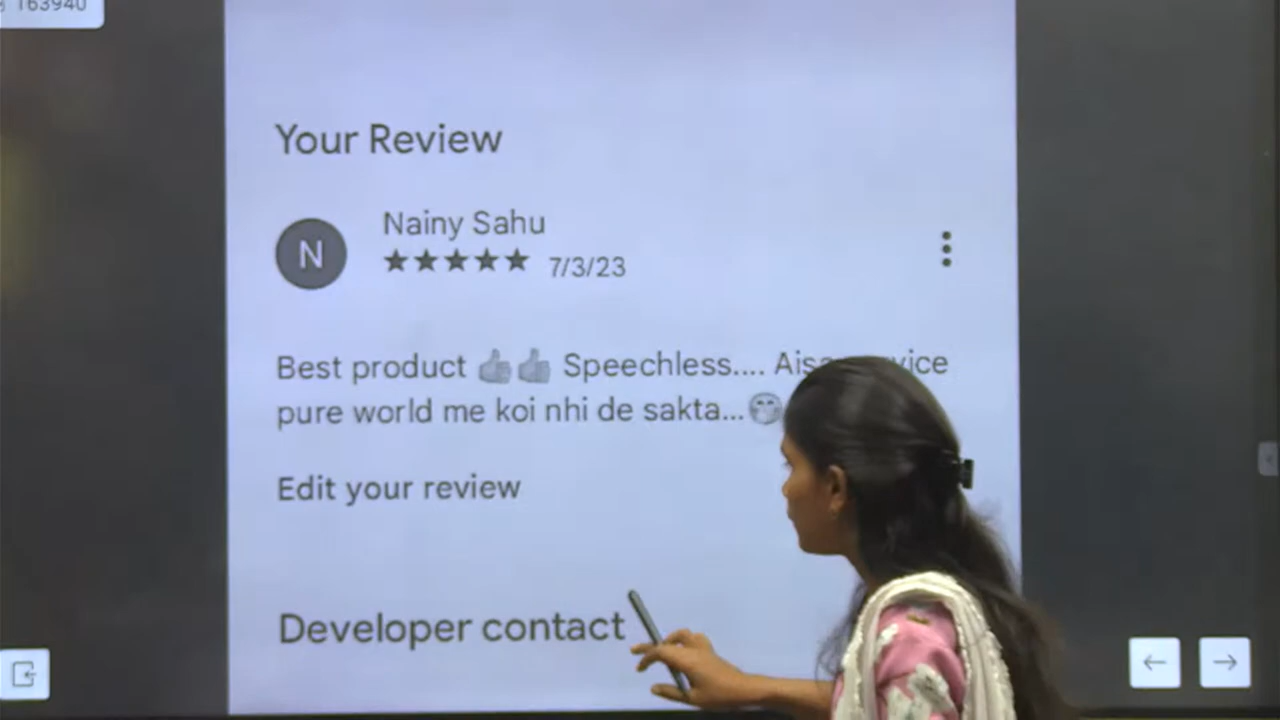 163940
Your Review
N
Nainy Sahu
★★★★★ 7/3/23
Best product 👍👍 Speechless....
pure world me koi nhi de sakta...🤭
Edit your review
Developer contact